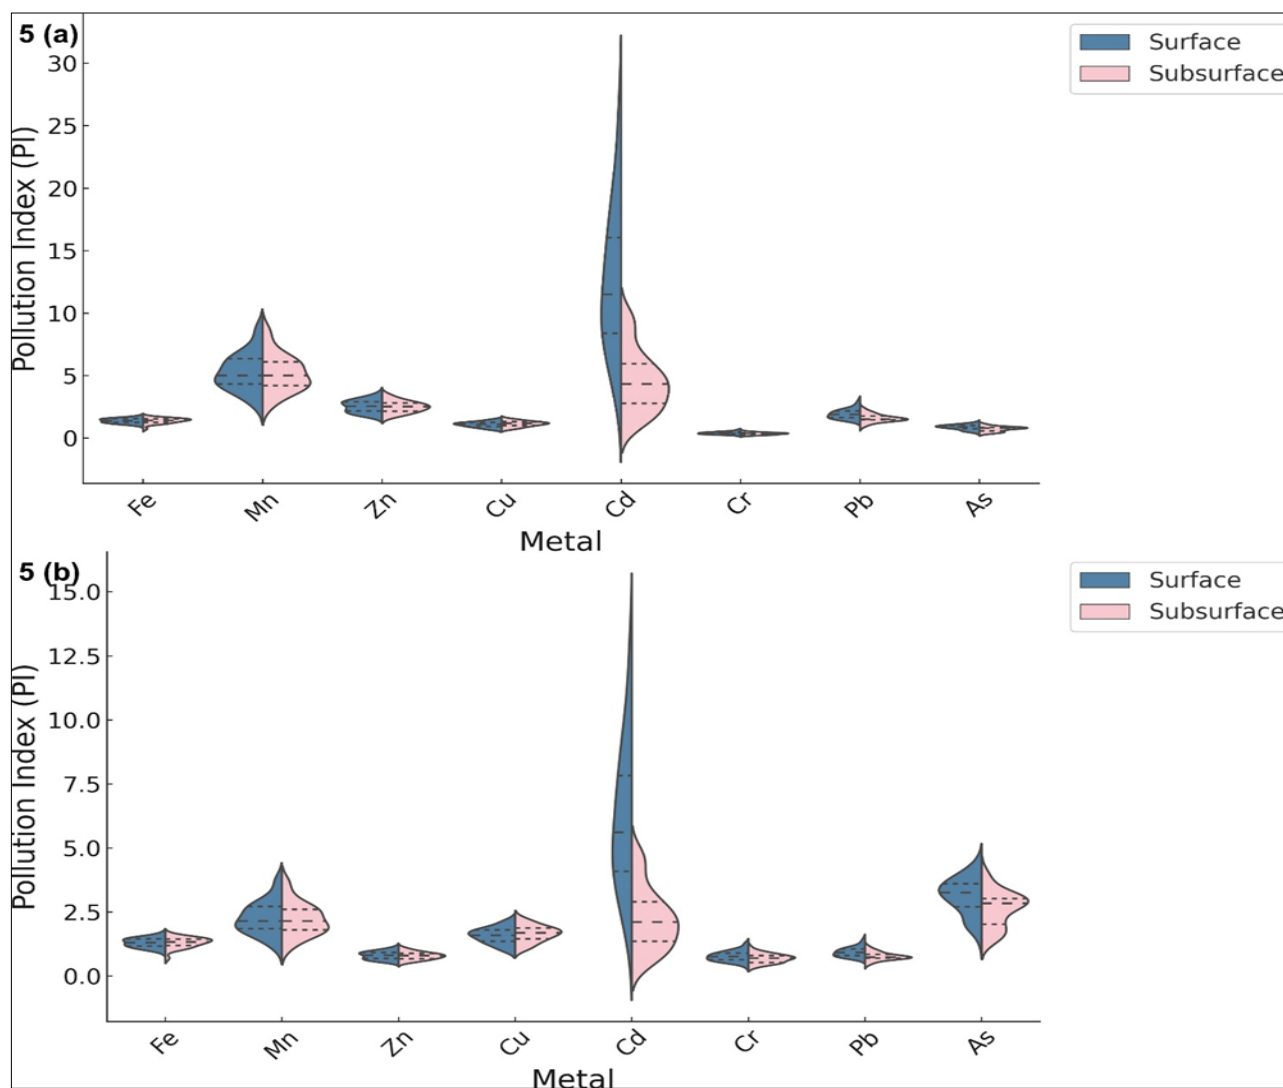 5 (a)
Surface
Subsurface
Pollution Index (PI)
30
25
20
15
10
5
0
Fe Mn Zn Cu Cd Cr Pb As
Metal
5 (b)
Surface
Subsurface
Pollution Index (PI)
15.0
12.5
10.0
7.5
5.0
2.5
0.0
Fe Mn Zn Cu Cd Cr Pb As
Metal